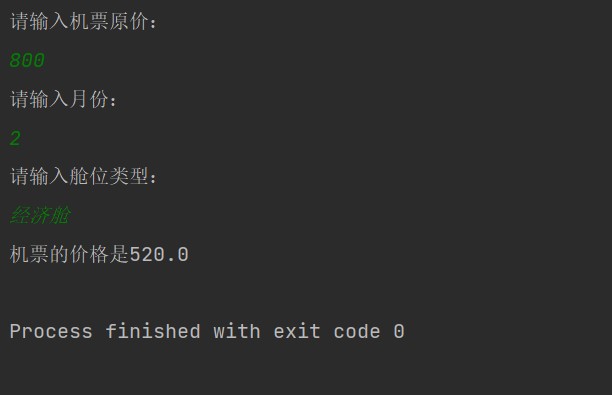 请输入机票原价：
800
请输入月份：
2
请输入舱位类型：
经济舱
机票的价格是520.0
Process finished with exit code 0